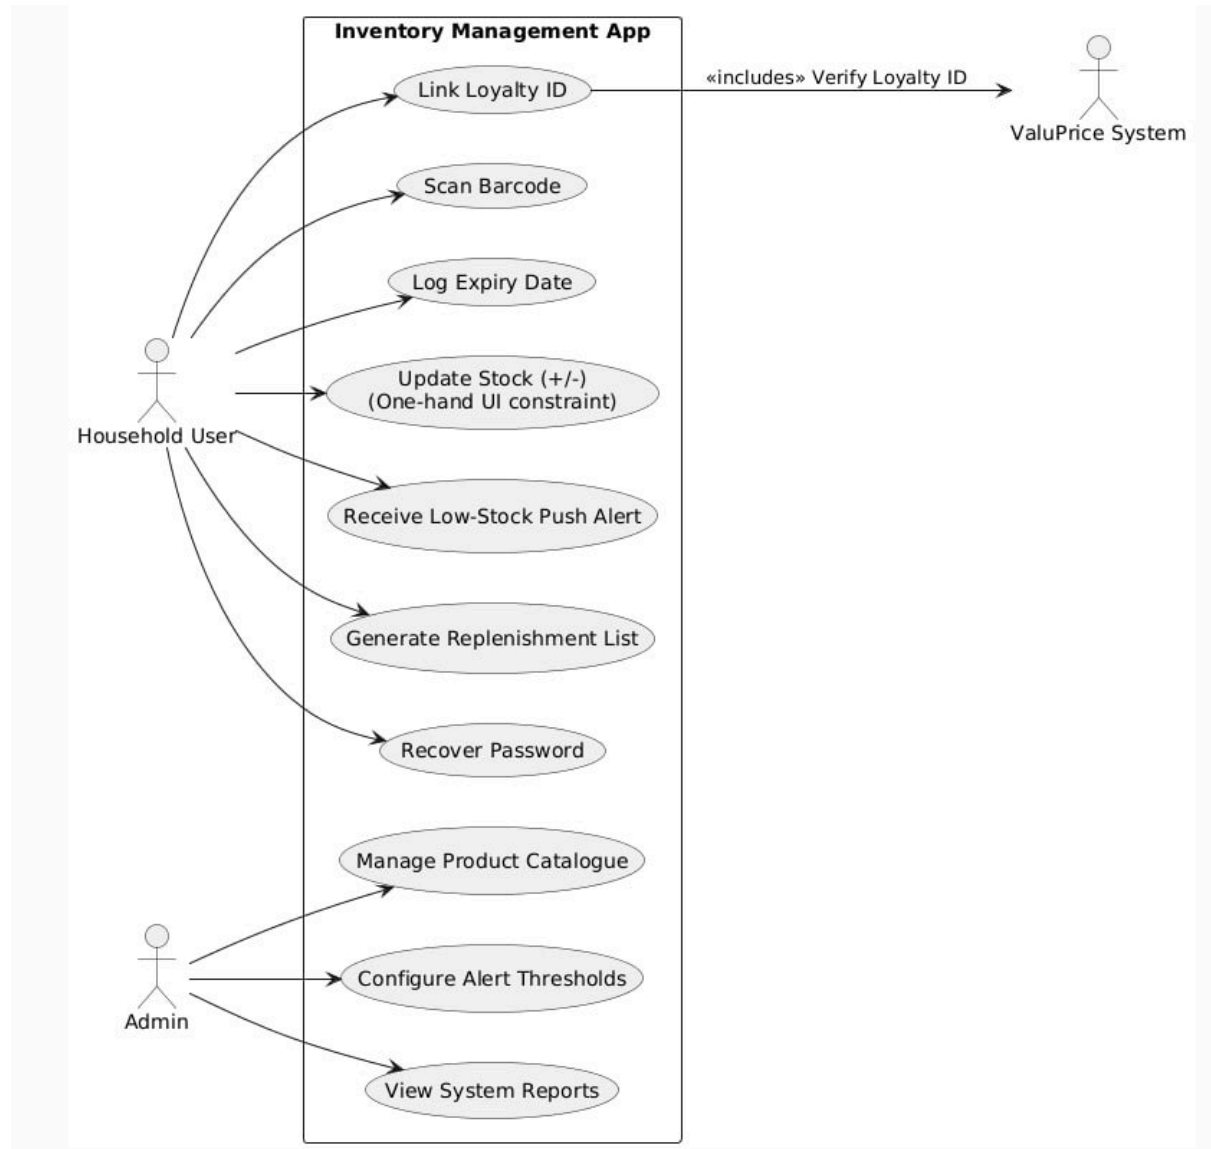 Inventory Management App
Link Loyalty ID
«includes» Verify Loyalty ID
ValuPrice System
Scan Barcode
Log Expiry Date
Update Stock (+/-)
(One-hand UI constraint)
Household User
Receive Low-Stock Push Alert
Generate Replenishment List
Recover Password
Manage Product Catalogue
Configure Alert Thresholds
Admin
View System Reports